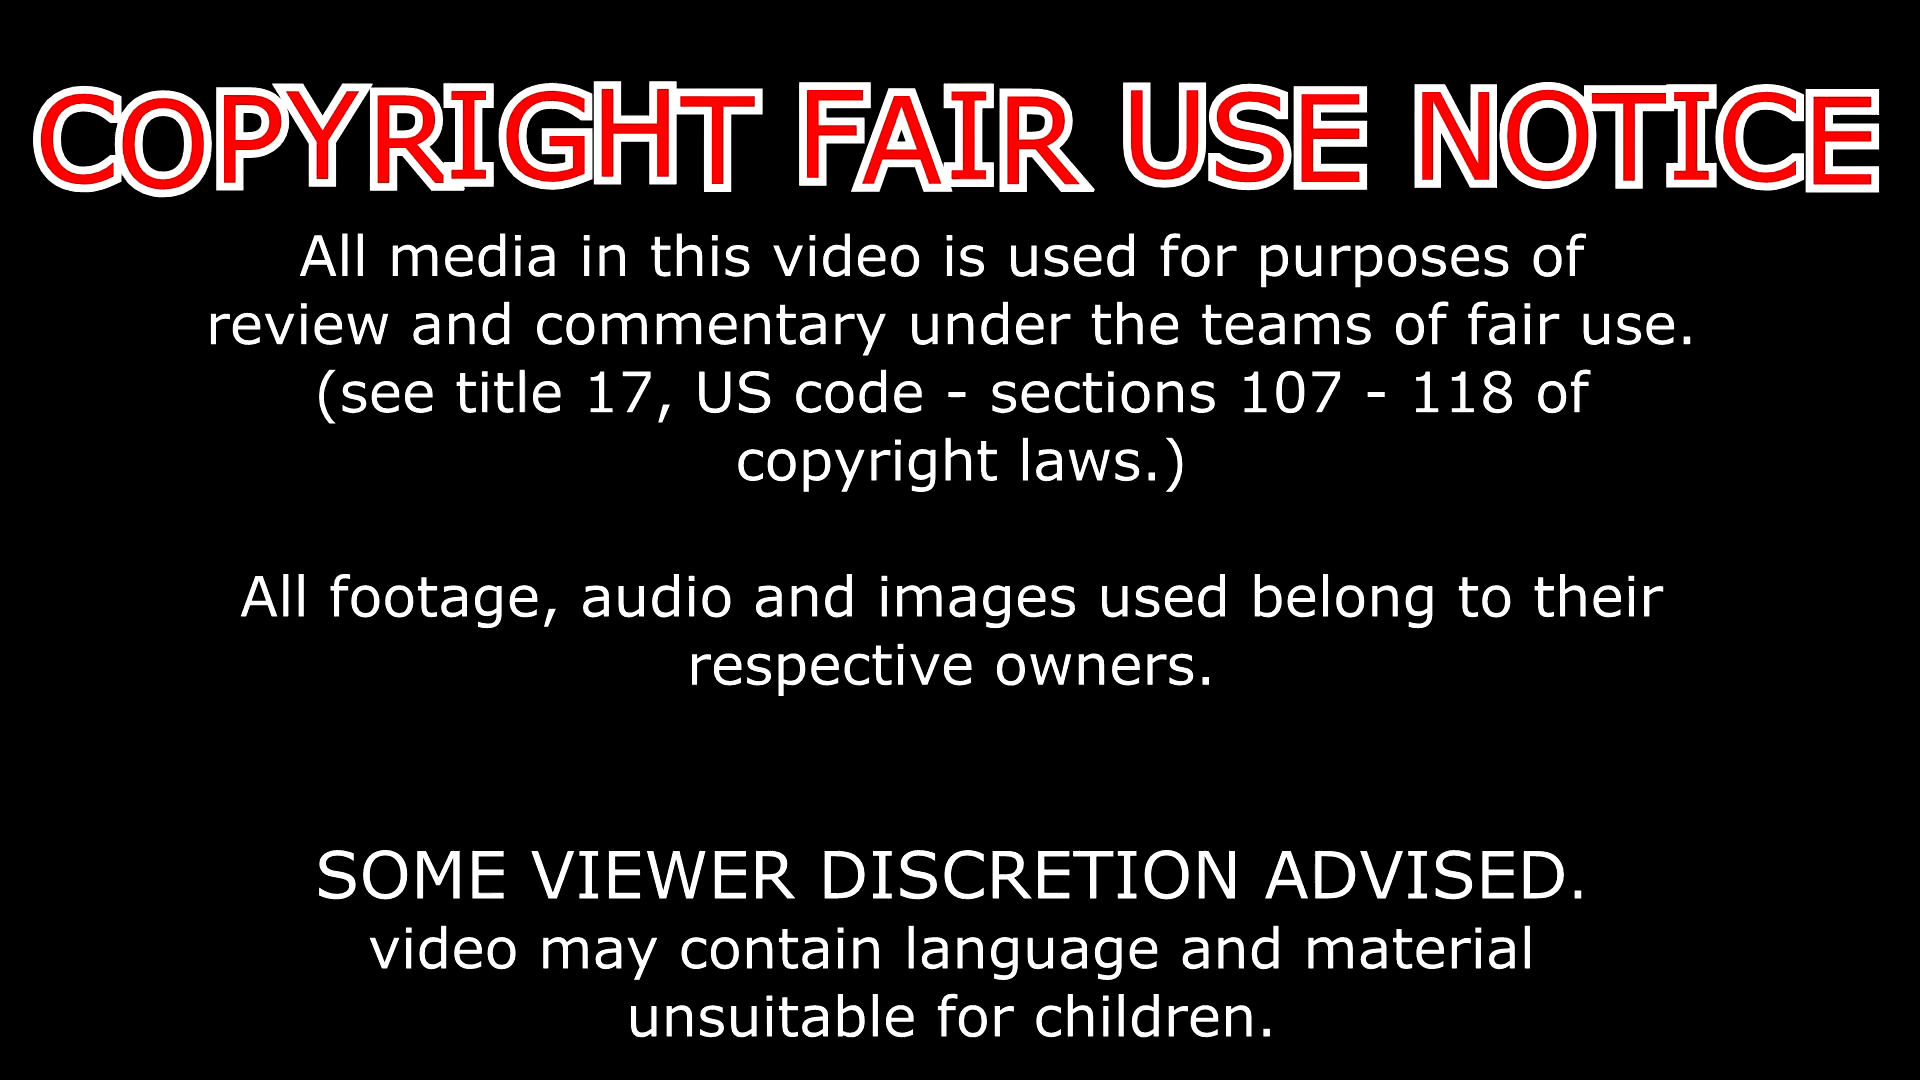 COPYRIGHT FAIR USE NOTICE
All media in this video is used for purposes of
review and commentary under the teams of fair use.
(see title 17, US code - sections 107 - 118 of
copyright laws.)
All footage, audio and images used belong to their
respective owners.
SOME VIEWER DISCRETION ADVISED.
video may contain language and material
unsuitable for children.